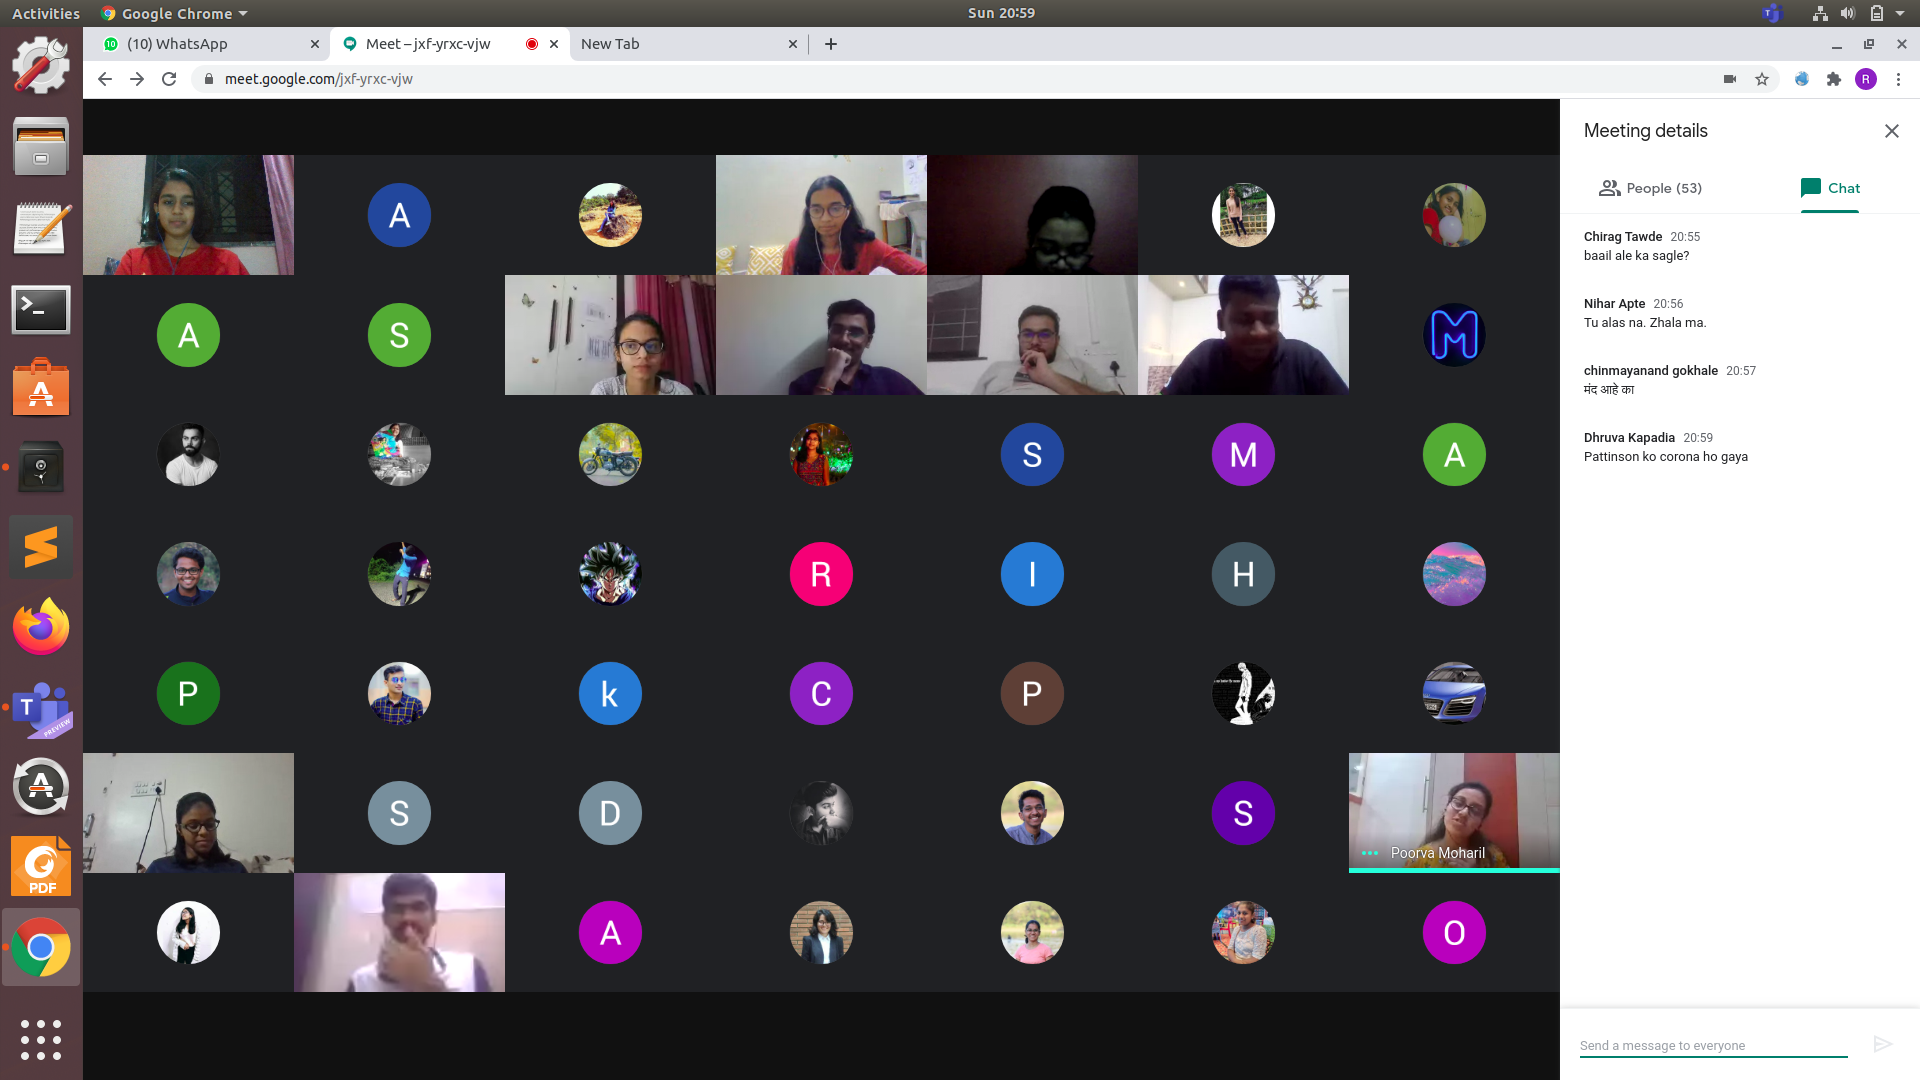 Activities
Google Chrome
Sun 20:59
(10) WhatsApp
Meet – jxf-yrxc-vjw
New Tab
meet.google.com/jxf-yrxc-vjw
R
Meeting details
People (53)
Chat
Chirag Tawde 20:55
baail ale ka sagle?
Nihar Apte 20:56
Tu alas na. Zhala ma.
chinmayanand gokhale 20:57
मंद आहे का
Dhruva Kapadia 20:59
Pattinson ko corona ho gaya
A
A
S
M
S
M
A
R
I
H
P
k
C
P
S
D
S
Poorva Moharil
A
O
T
PREVIEW
PDF
Send a message to everyone